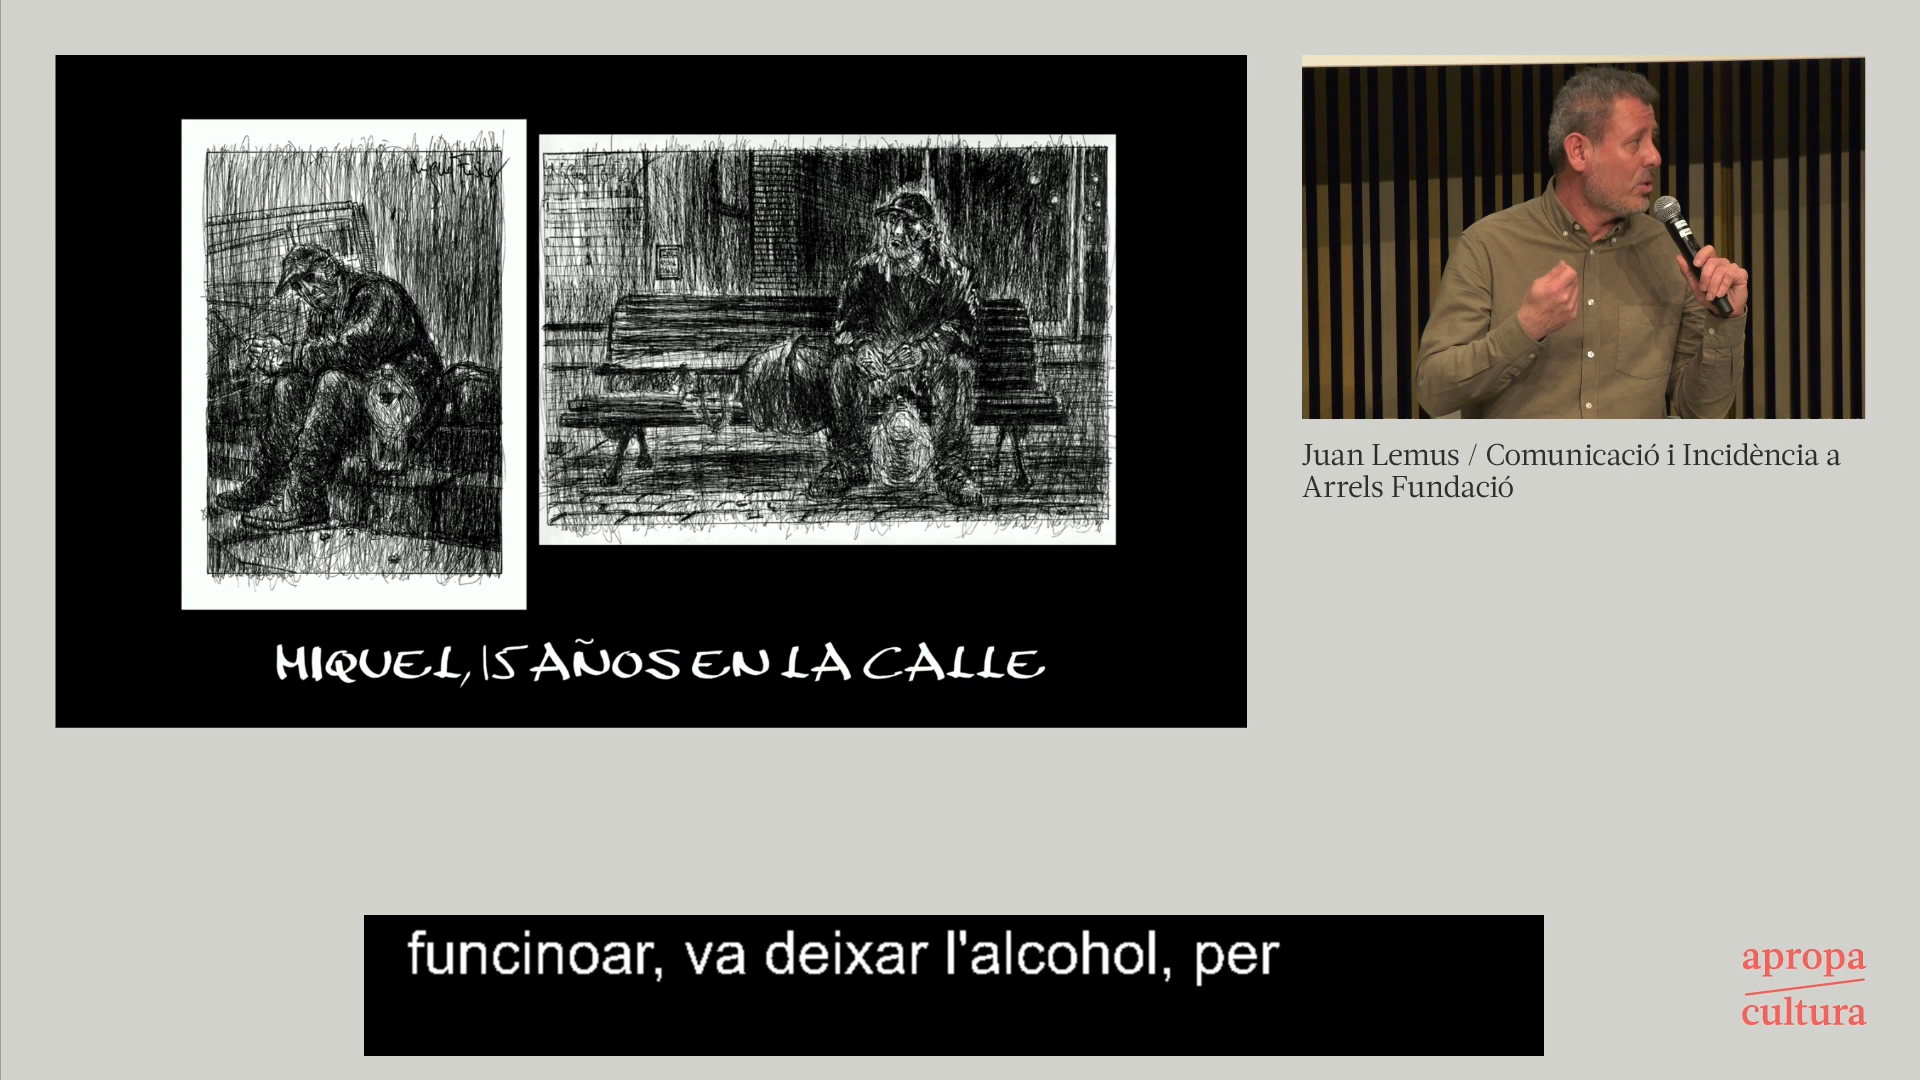 MIQUEL, 15 AÑOS EN LA CALLE
Juan Lemus / Comunicació i Incidència a
Arrels Fundació
funcinoar, va deixar l'alcohol, per
apropa
cultura